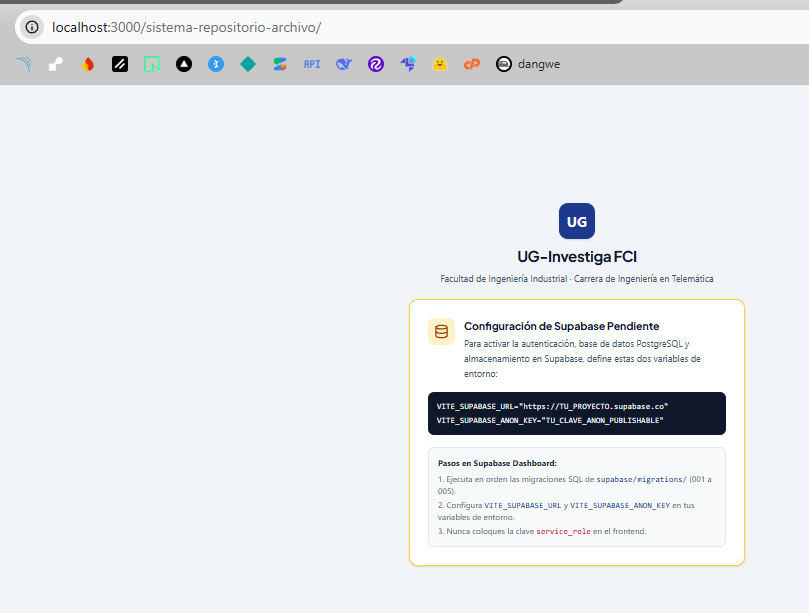 localhost:3000/sistema-repositorio-archivo/
API
dangwe
UG
UG-Investiga FCI
Facultad de Ingeniería Industrial · Carrera de Ingeniería en Telemática
Configuración de Supabase Pendiente
Para activar la autenticación, base de datos PostgreSQL y
almacenamiento en Supabase, define estas dos variables de
entorno:
VITE_SUPABASE_URL="https://TU_PROYECTO.supabase.co"
VITE_SUPABASE_ANON_KEY="TU_CLAVE_ANON_PUBLISHABLE"
Pasos en Supabase Dashboard:
1. Ejecuta en orden las migraciones SQL de supabase/migrations/ (001 a
005).
2. Configura VITE_SUPABASE_URL y VITE_SUPABASE_ANON_KEY en tus
variables de entorno.
3. Nunca coloques la clave service_role en el frontend.